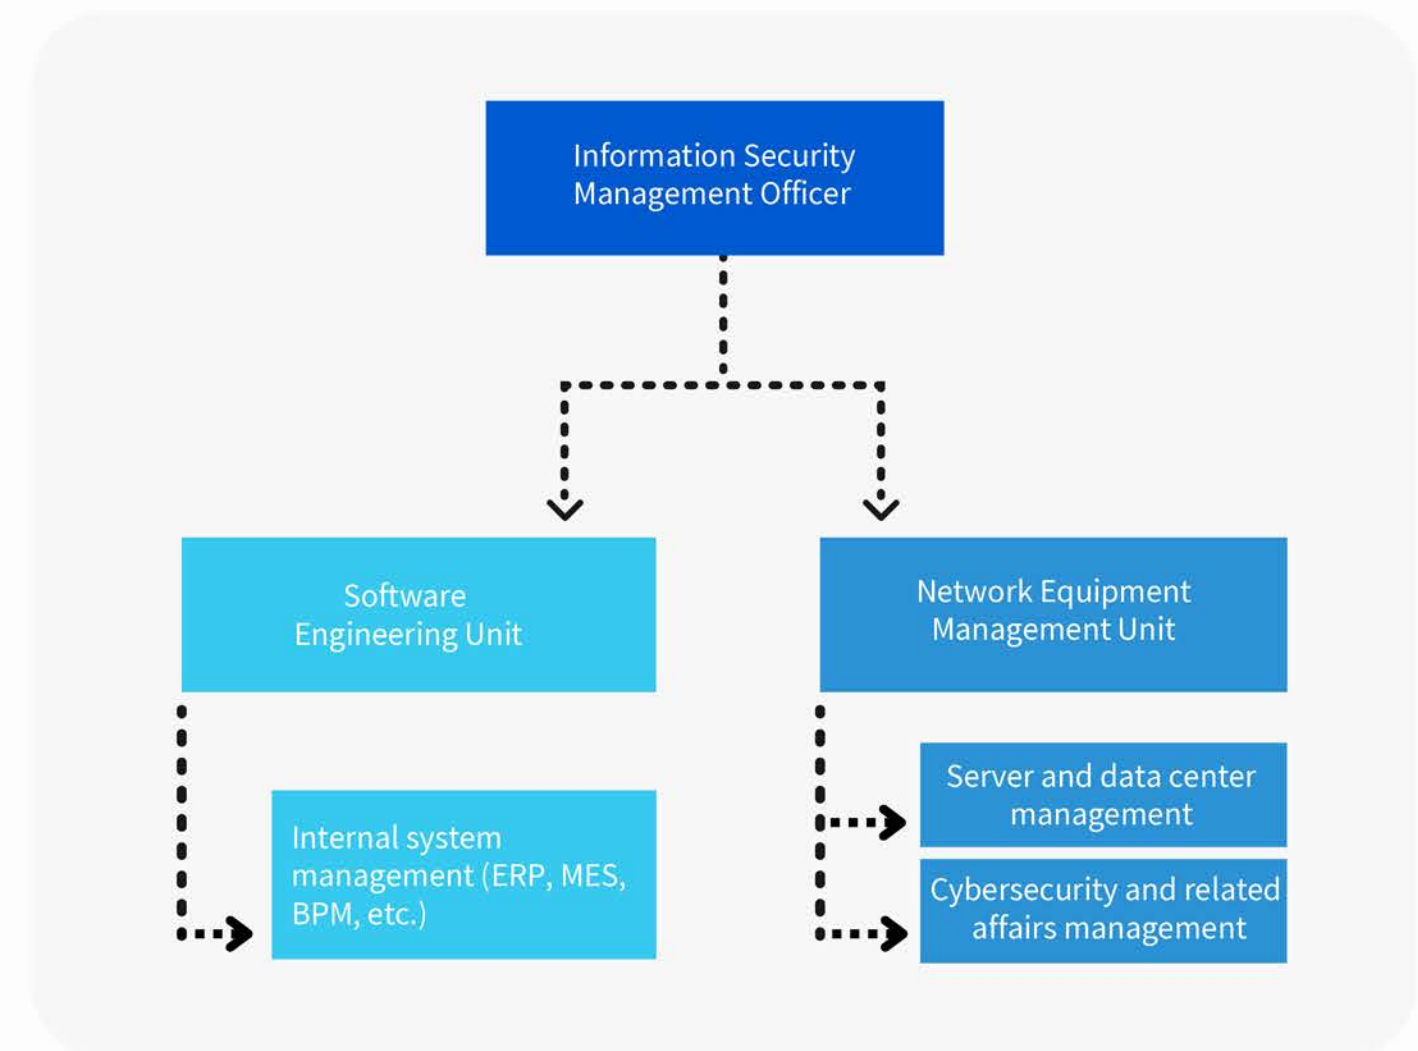 Information Security
Management Officer
Software
Engineering Unit
Network Equipment
Management Unit
Internal system
management (ERP, MES,
BPM, etc.)
Server and data center
management
Cybersecurity and related
affairs management